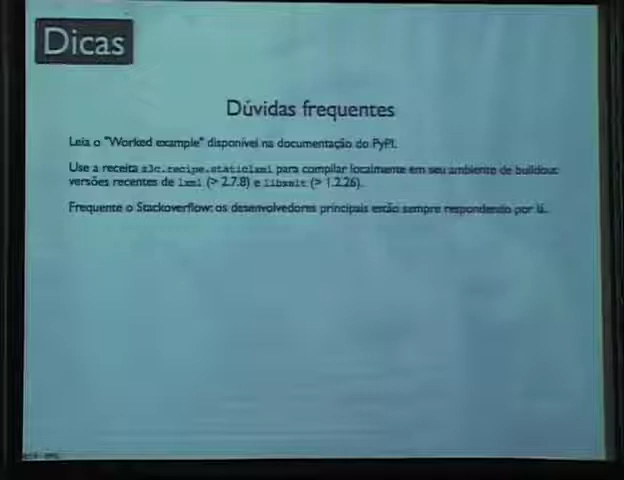 Dicas
Dúvidas frequentes
Leia o "Worked example" disponível na documentação do PyPI.
Use a receita z3c.recipe.staticlxml para compilar localmente em seu ambiente de buildout
versões recentes de lxml (> 2.7.8) e libxslt (> 1.2.26).
Frequente o Stackoverflow: os desenvolvedores principais estão sempre respondendo por lá.